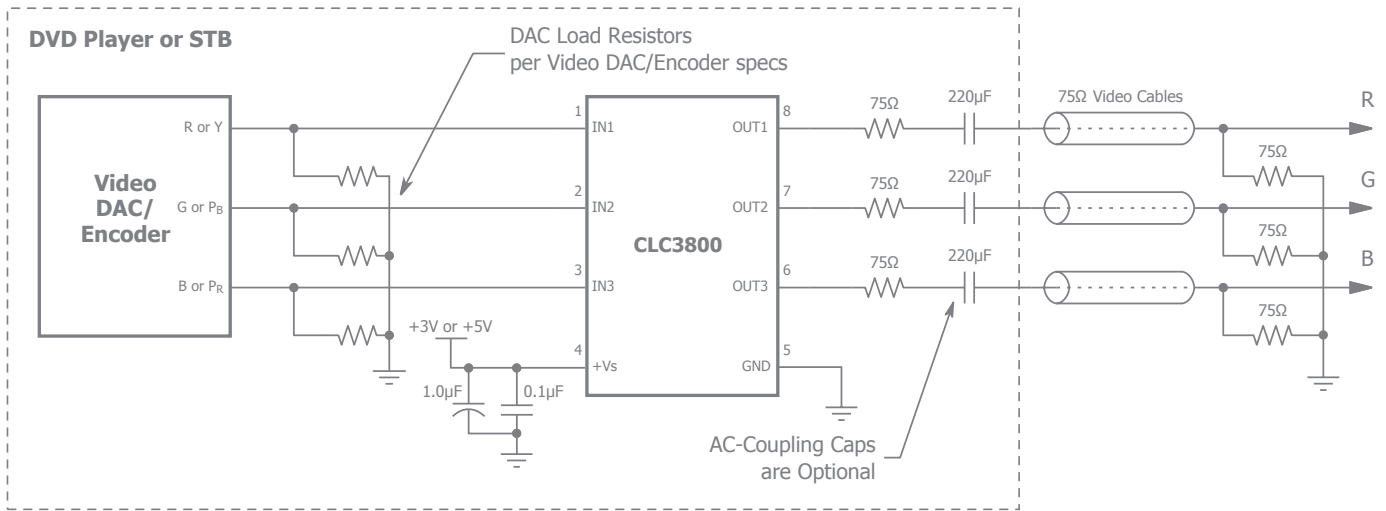 DVD Player or STB
DAC Load Resistors
per Video DAC/Encoder specs
Video
DAC/
Encoder
R or Y
G or PB
B or PR
1
IN1
2
IN2
3
IN3
4
+Vs
CLC3800
8
OUT1
7
OUT2
6
OUT3
5
GND
+3V or +5V
1.0µF
0.1µF
75Ω
220µF
75Ω
220µF
75Ω
220µF
AC-Coupling Caps
are Optional
75Ω Video Cables
75Ω
75Ω
75Ω
R
G
B